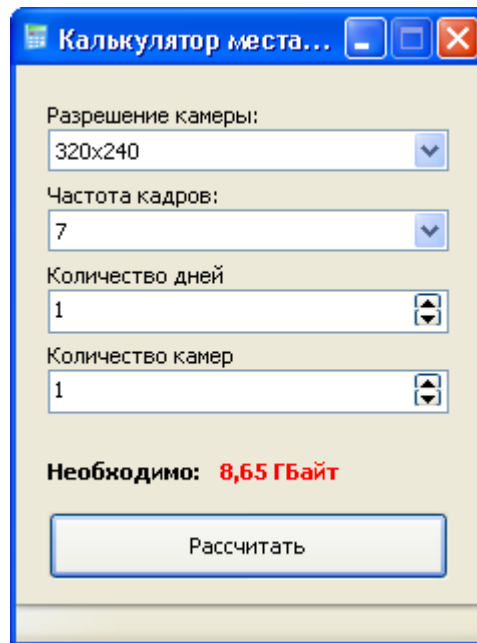 Калькулятор места...
Разрешение камеры:
320x240
Частота кадров:
7
Количество дней
1
Количество камер
1
Необходимо: 8,65 ГБайт
Рассчитать